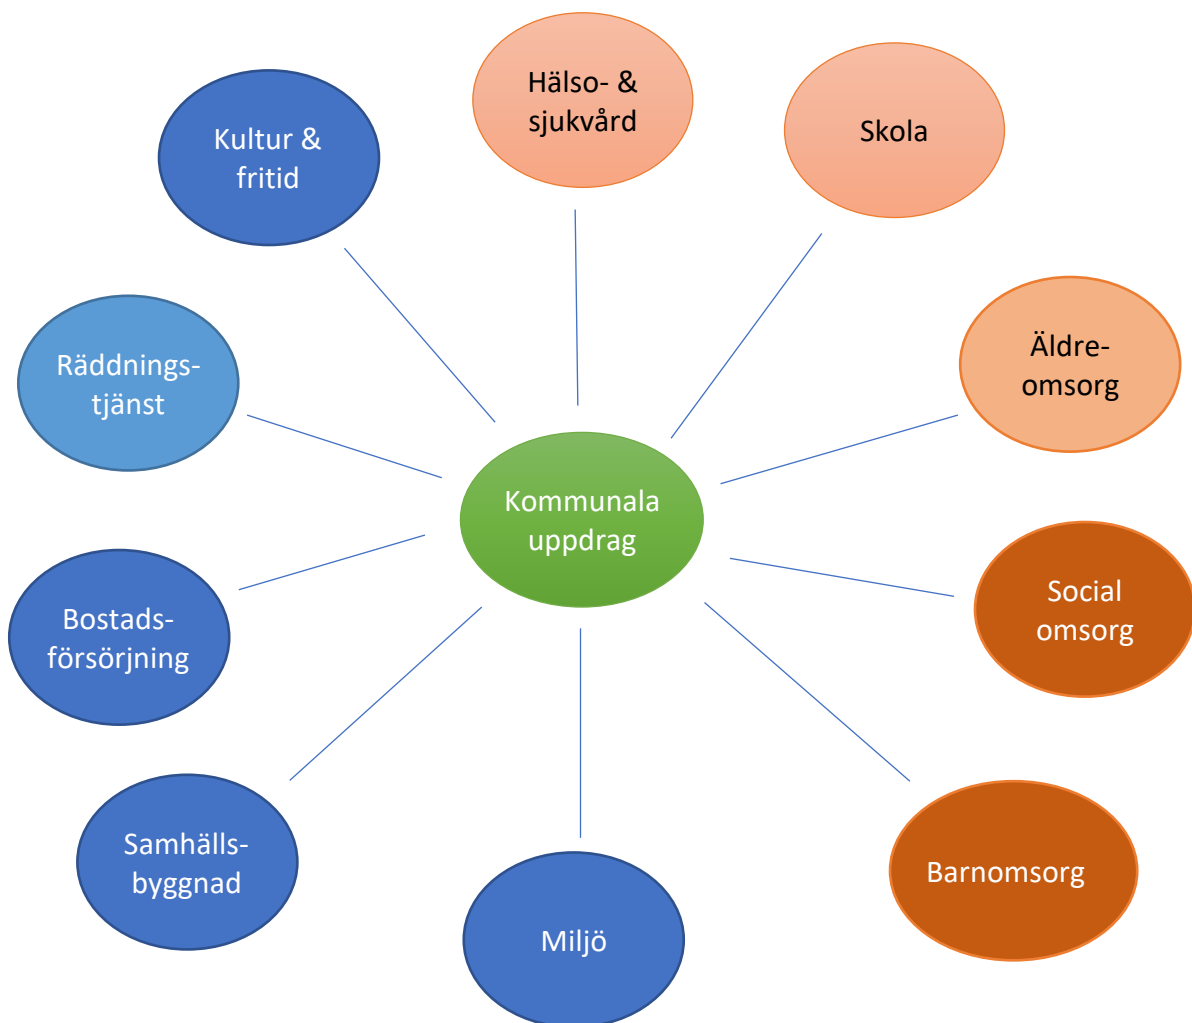 Hälso- &
sjukvård
Skola
Kultur &
fritid
Räddnings-
tjänst
Äldre-
omsorg
Kommunala
uppdrag
Bostads-
försörjning
Social
omsorg
Samhälls-
byggnad
Barnomsorg
Miljö